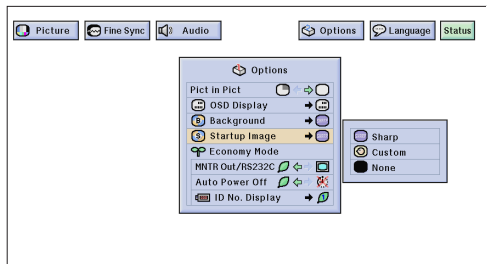 Picture Fine Sync Audio Options Language Status
Options
Pict in Pict
OSD Display
B Background
S Startup Image
Economy Mode
MNTR Out/RS232C
Auto Power Off
ID No. Display 1
Sharp
Custom
None